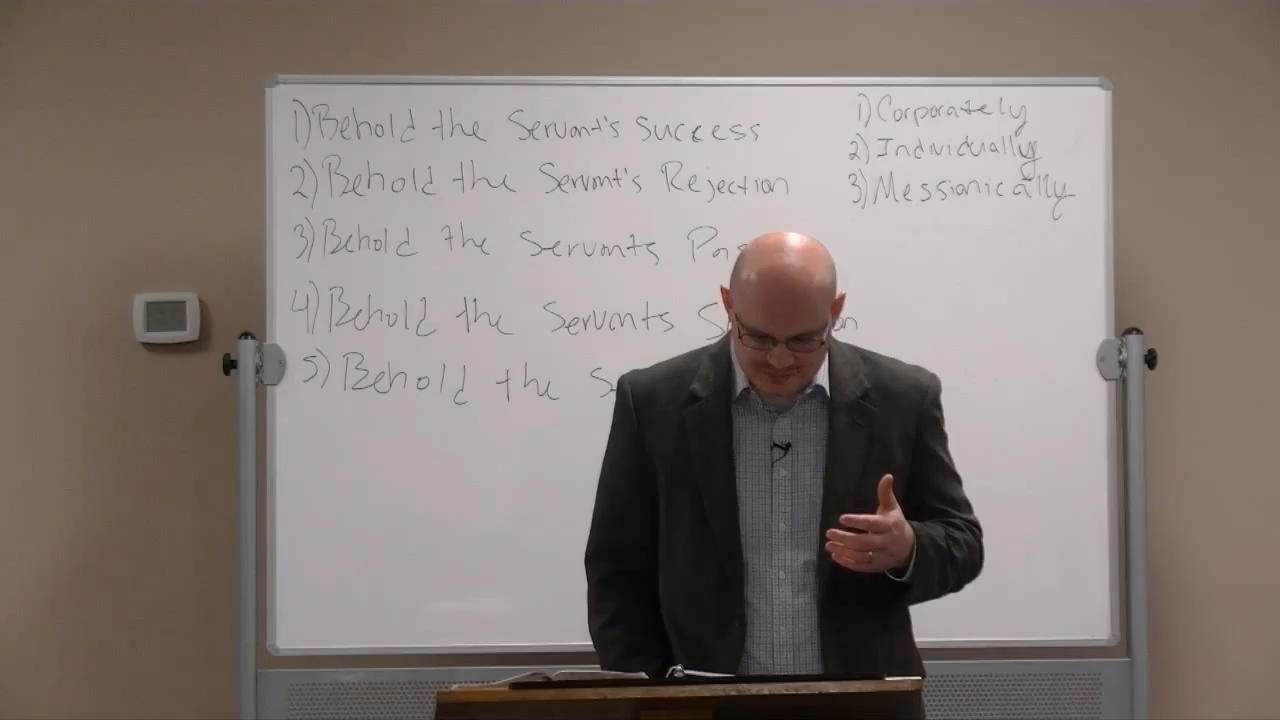 1) Behold the Servant's Success
2) Behold the Servant's Rejection
3) Behold the Servants
4) Behold the Servants
5) Behold the
1) Corporately
2) Individually
3) Messianically